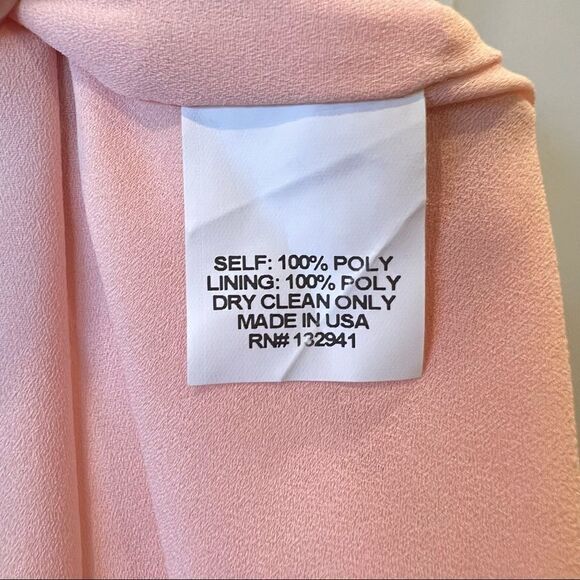 SELF: 100% POLY
LINING: 100% POLY
DRY CLEAN ONLY
MADE IN USA
RN# 132941